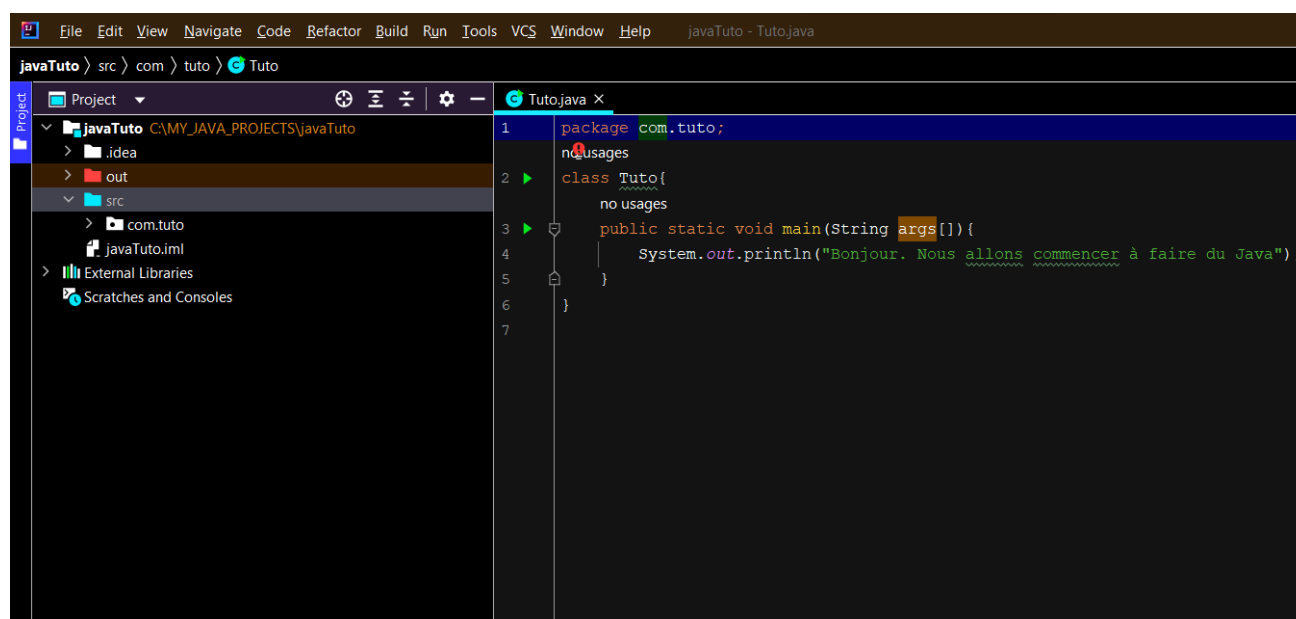 File Edit View Navigate Code Refactor Build Run Tools VCS Window Help javaTuto - Tuto.java
javaTuto 〉 src 〉 com 〉 tuto 〉 Tuto
Project
Project
javaTuto C:\MY_JAVA_PROJECTS\javaTuto
.idea
out
src
com.tuto
javaTuto.iml
External Libraries
Scratches and Consoles
Tuto.java
1 package com.tuto;
no usages
2 class Tuto{
no usages
3 public static void main(String args[]){
4 System.out.println("Bonjour. Nous allons commencer à faire du Java")
5 }
6 }
7